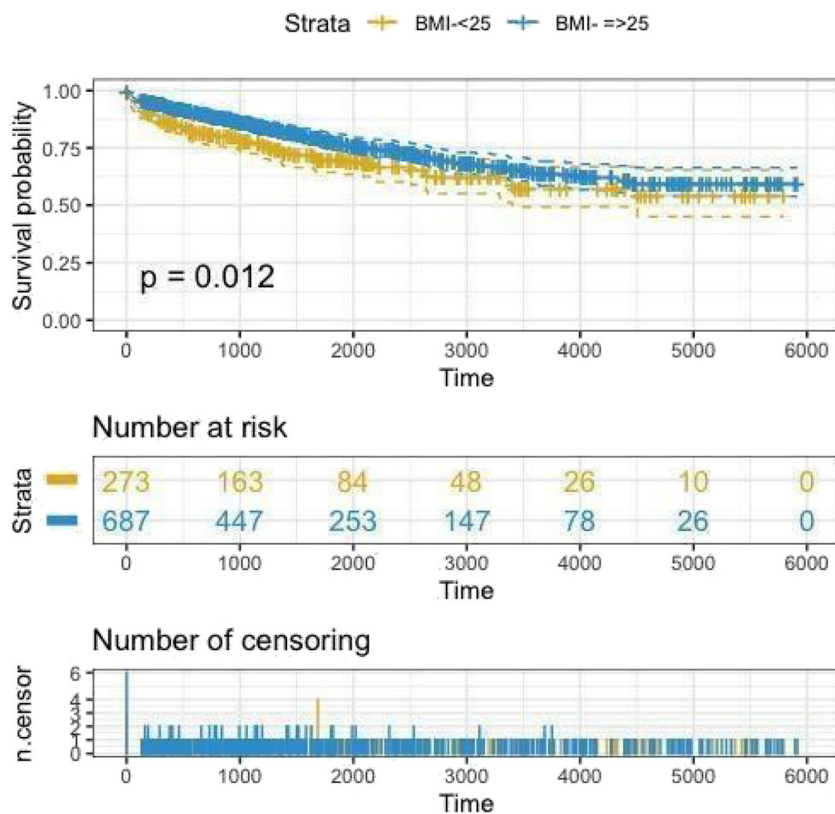 Strata BMI-<25 BMI- =>25
Survival probability
1.00
0.75
0.50
0.25
0.00
p = 0.012
0 1000 2000 3000 4000 5000 6000
Time
Number at risk
Strata
273 163 84 48 26 10 0
687 447 253 147 78 26 0
0 1000 2000 3000 4000 5000 6000
Time
Number of censoring
n.censor
6
4
3
2
1
0
0 1000 2000 3000 4000 5000 6000
Time